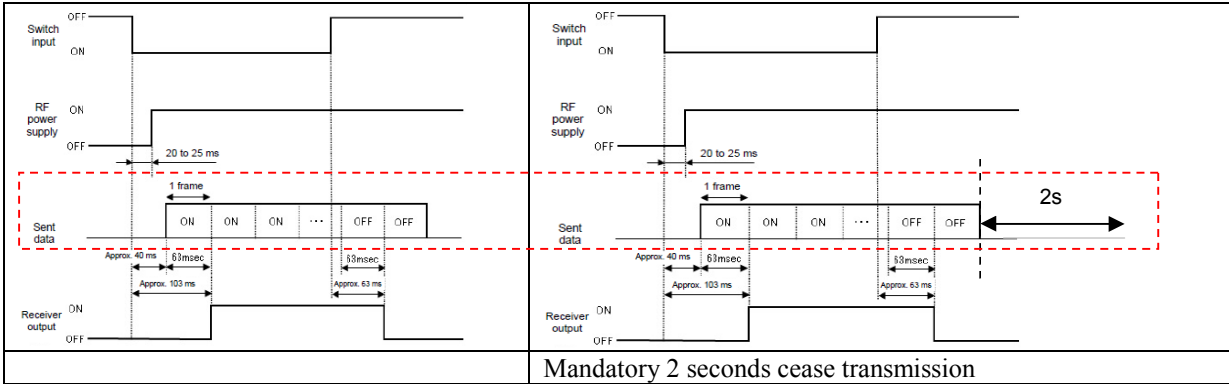 OFF
Switch
input
ON
RF
power
supply
ON
OFF
20 to 25 ms
1 frame
Sent
data
ON ON ON ... OFF OFF
Approx. 40 ms 63msec 63msec
Approx. 103 ms Approx. 63 ms
Receiver
output
ON
OFF
OFF
Switch
input
ON
RF
power
supply
ON
OFF
20 to 25 ms
1 frame
2s
Sent
data
ON ON ON ... OFF OFF
Approx. 40 ms 63msec 63msec
Approx. 103 ms Approx. 63 ms
Receiver
output
ON
OFF
Mandatory 2 seconds cease transmission